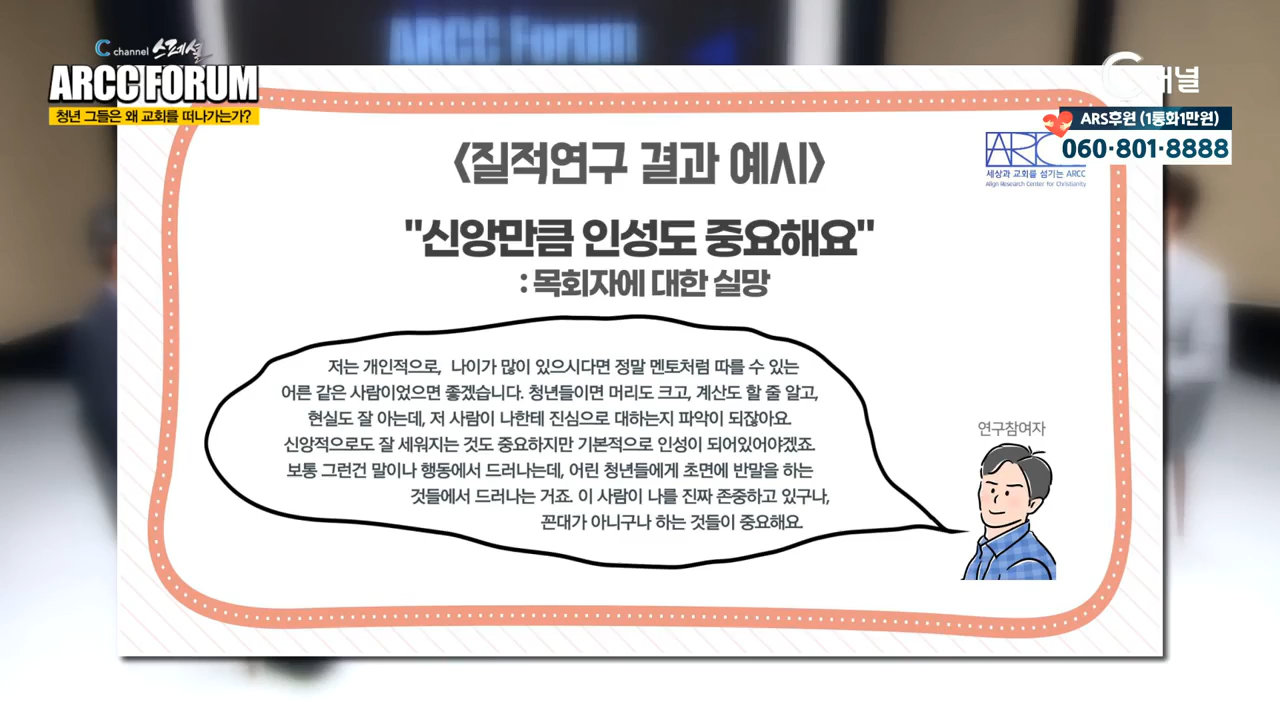 C channel 스페셜
ARCC FORUM
청년 그들은 왜 교회를 떠나가는가?
ARCC Forum
채널
ARS후원 (1통화1만원)
060·801·8888
ARC
세상과 교회를 섬기는 ARCC
Align Research Center for Christianity
<질적연구 결과 예시>
"신앙만큼 인성도 중요해요"
: 목회자에 대한 실망
저는 개인적으로, 나이가 많이 있으시다면 정말 멘토처럼 따를 수 있는
어른 같은 사람이었으면 좋겠습니다. 청년들이면 머리도 크고, 계산도 할 줄 알고,
현실도 잘 아는데, 저 사람이 나한테 진심으로 대하는지 파악이 되잖아요.
신앙적으로도 잘 세워지는 것도 중요하지만 기본적으로 인성이 되어있어야겠죠.
보통 그런건 말이나 행동에서 드러나는데, 어린 청년들에게 초면에 반말을 하는
것들에서 드러나는 거죠. 이 사람이 나를 진짜 존중하고 있구나,
꼰대가 아니구나 하는 것들이 중요해요.
연구참여자